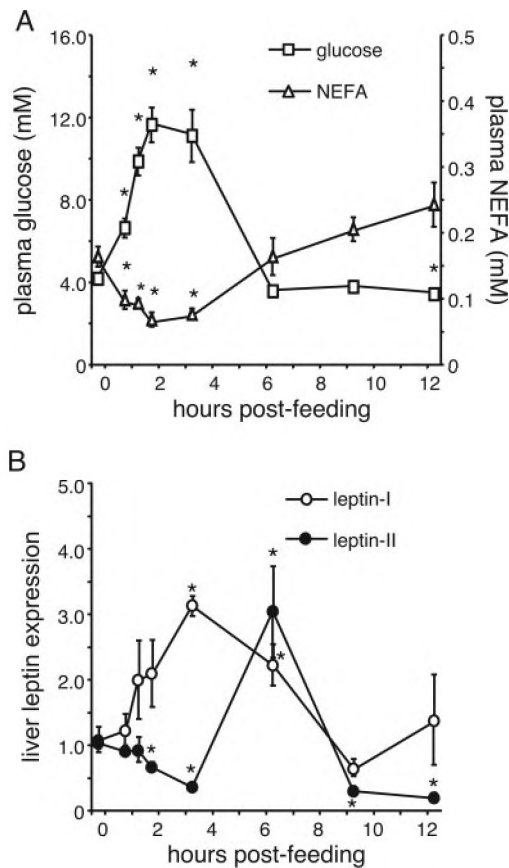 A
16.0
12.0
8.0
4.0
0
plasma glucose (mM)
glucose
NEFA
*
*
*
*
*
*
*
*
*
0.5
0.4
0.3
0.2
0.1
0
plasma NEFA (mM)
0 2 4 6 8 10 12
hours post-feeding
B
5.0
4.0
3.0
2.0
1.0
0.0
liver leptin expression
leptin-I
leptin-II
*
*
*
*
*
*
*
0 2 4 6 8 10 12
hours post-feeding